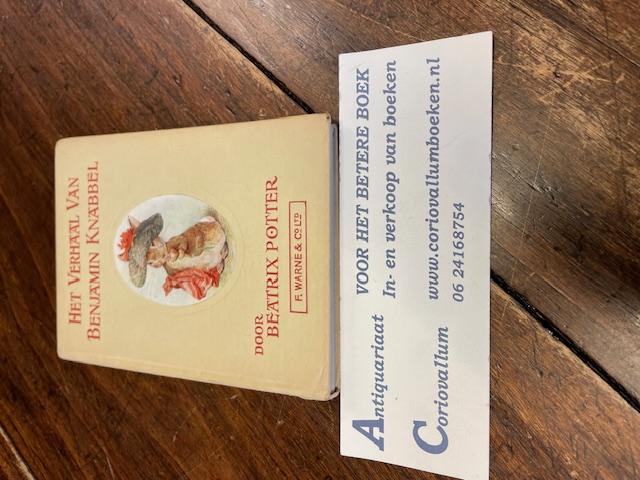 HET VERHAAL VAN
BENJAMIN KNABBEL
DOOR
BEATRIX POTTER
F. WARNE & Co LTD
Antiquariaat VOOR HET BETERE BOEK
In- en verkoop van boeken
Coriovallum www.coriovallumboeken.nl
06 24168754